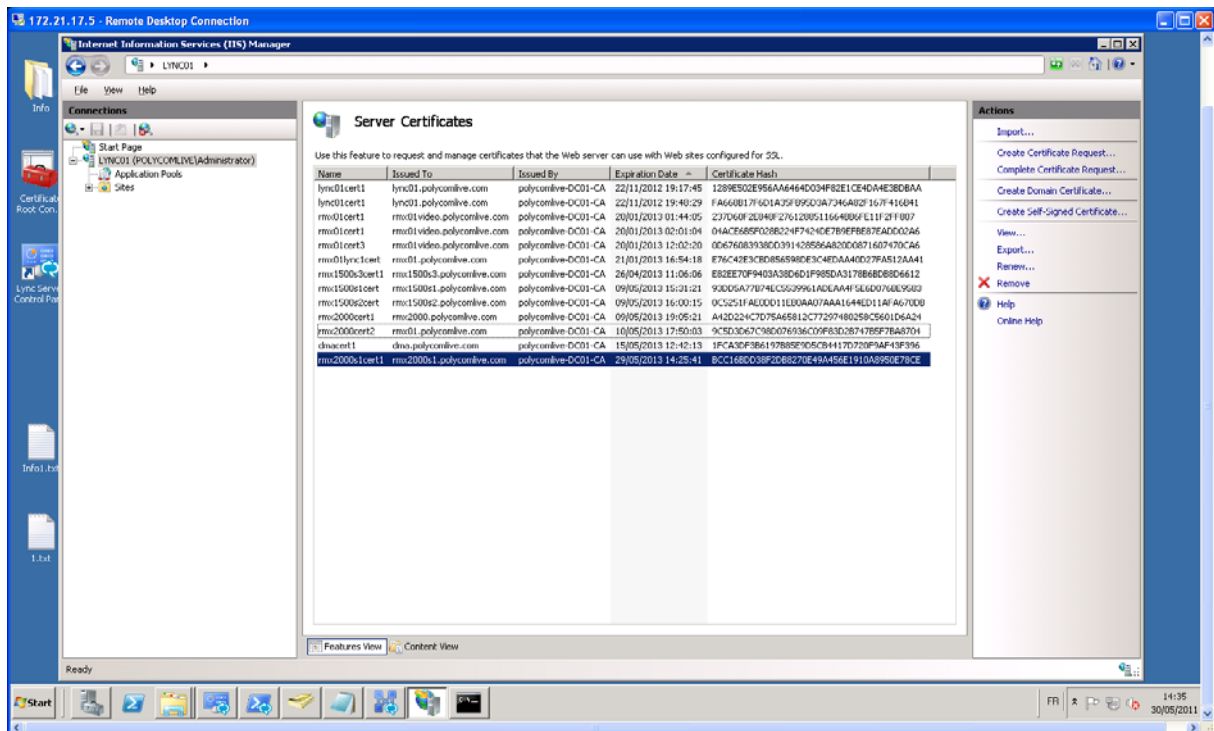 172.21.17.5 - Remote Desktop Connection
Internet Information Services (IIS) Manager
LYNC01
File View Help
Info
Certificate
Root Con.
Lync Serve
Control Par
Info1.txt
1.txt
Connections
Start Page
LYNC01 (POLYCOMLIVE\Administrator)
Application Pools
Sites
Server Certificates
Use this feature to request and manage certificates that the Web server can use with Web sites configured for SSL.
Name Issued To Issued By Expiration Date Certificate Hash
lync01cert1 lync01.polycomlive.com polycomlive-DC01-CA 22/11/2012 19:17:45
lync01cert1 lync01.polycomlive.com polycomlive-DC01-CA 22/11/2012 19:40:29
rmx01cert1 rmx01video.polycomlive.com polycomlive-DC01-CA 20/01/2013 01:44:05
rmx01cert1 rmx01video.polycomlive.com polycomlive-DC01-CA 20/01/2013 02:01:04
rmx01cert3 rmx01video.polycomlive.com polycomlive-DC01-CA 20/01/2013 12:02:20
rmx01lync1cert rmx01.polycomlive.com polycomlive-DC01-CA 21/01/2013 16:54:18
rmx1500s3cert1 rmx1500s3.polycomlive.com polycomlive-DC01-CA 26/04/2013 11:06:06
rmx1500s1cert rmx1500s1.polycomlive.com polycomlive-DC01-CA 09/05/2013 15:31:21
rmx1500s2cert rmx1500s2.polycomlive.com polycomlive-DC01-CA 09/05/2013 16:00:15
rmx2000cert1 rmx2000.polycomlive.com polycomlive-DC01-CA 09/05/2013 19:05:21
rmx2000cert2 rmx01.polycomlive.com polycomlive-DC01-CA 10/05/2013 17:50:03
dmacert1 dma.polycomlive.com polycomlive-DC01-CA 15/05/2013 12:42:13
rmx2000s1cert1 rmx2000s1.polycomlive.com polycomlive-DC01-CA 29/05/2013 14:25:41
Features View Content View
Actions
Import...
Create Certificate Request...
Complete Certificate Request...
Create Domain Certificate...
Create Self-Signed Certificate...
View...
Export...
Renew...
Remove
Help
Online Help
Ready
Start
FR
14:35
30/05/2011